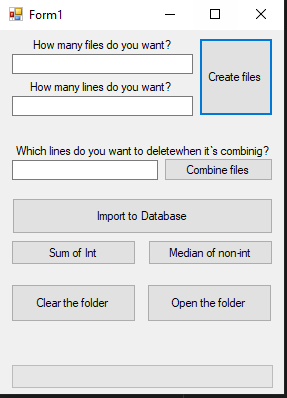 Form1
How many files do you want?
Create files
How many lines do you want?
Which lines do you want to deletewhen it`s combinig?
Combine files
Import to Database
Sum of Int
Median of non-int
Clear the folder
Open the folder